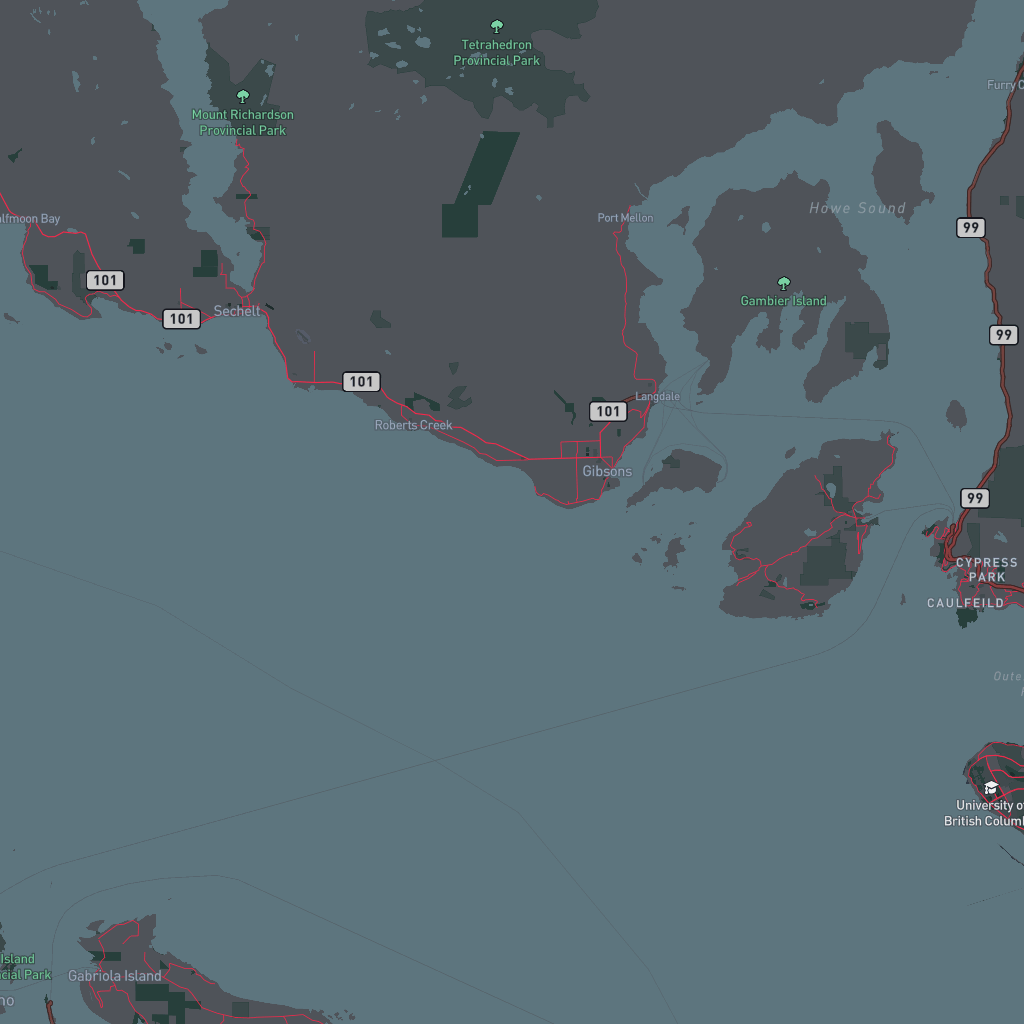 Tetrahedron
Provincial Park
Furry C
Mount Richardson
Provincial Park
Howe Sound
Port Mellon
lfmoon Bay
99
101
Gambier Island
Sechelt
101
99
101
Langdale
101
Roberts Creek
Gibsons
99
CYPRESS
PARK
CAULFEILD
Oute
University of
British Colum
Island
cial Park
Gabriola Island
no